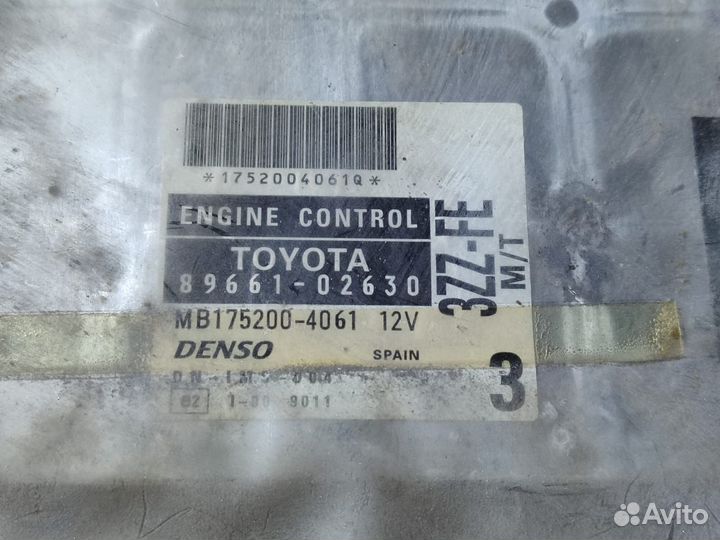 *1752004061Q*
ENGINE CONTROL
TOYOTA
89661-02630
3ZZ-FE
M/T
MB175200-4061 12V
DENSO
SPAIN
3
Avito